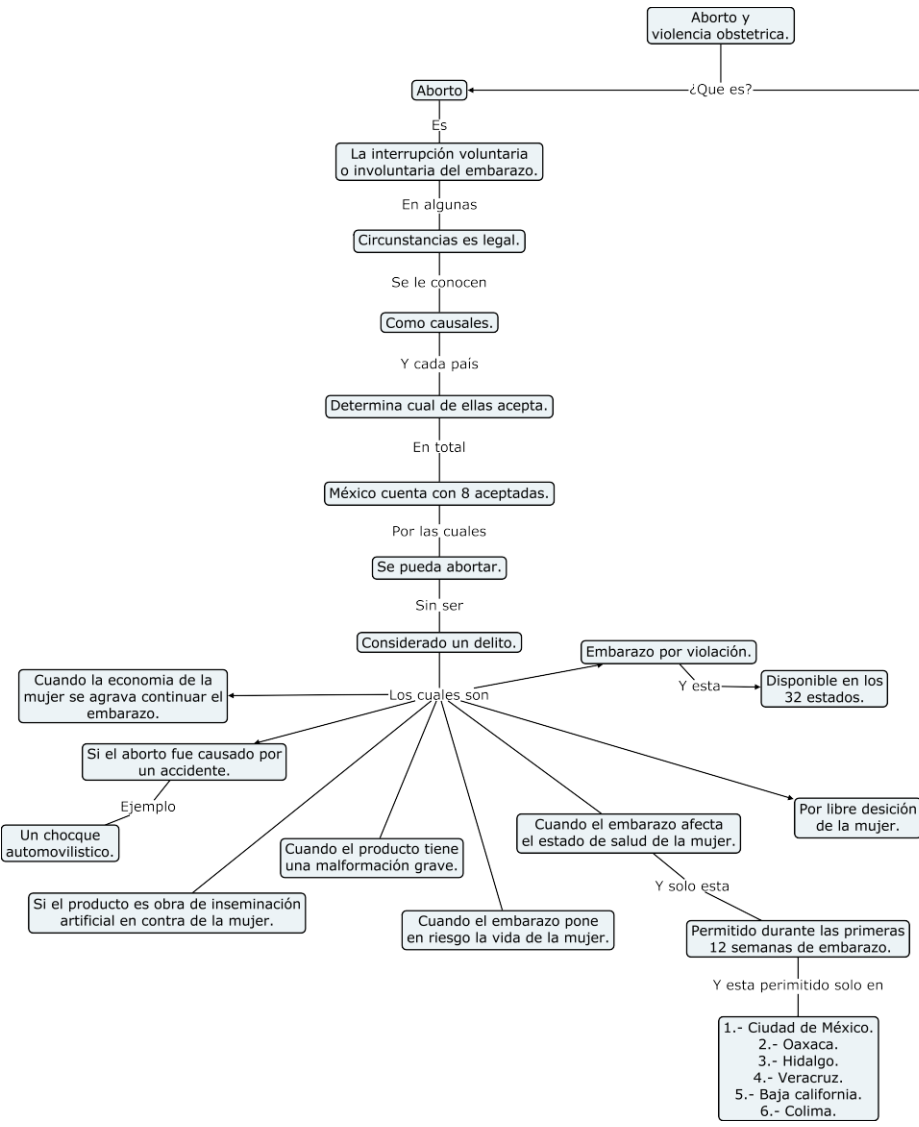 Aborto y
violencia obstetrica.
¿Que es?
Aborto
Es
La interrupción voluntaria
o involuntaria del embarazo.
En algunas
Circunstancias es legal.
Se le conocen
Como causales.
Y cada país
Determina cual de ellas acepta.
En total
México cuenta con 8 aceptadas.
Por las cuales
Se pueda abortar.
Sin ser
Considerado un delito.
Los cuales son
Embarazo por violación.
Y esta
Disponible en los
32 estados.
Cuando la economia de la
mujer se agrava continuar el
embarazo.
Si el aborto fue causado por
un accidente.
Ejemplo
Un chocque
automovilistico.
Si el producto es obra de inseminación
artificial en contra de la mujer.
Cuando el producto tiene
una malformación grave.
Cuando el embarazo pone
en riesgo la vida de la mujer.
Cuando el embarazo afecta
el estado de salud de la mujer.
Y solo esta
Permitido durante las primeras
12 semanas de embarazo.
Y esta perimitido solo en
1.- Ciudad de México.
2.- Oaxaca.
3.- Hidalgo.
4.- Veracruz.
5.- Baja california.
6.- Colima.
Por libre desición
de la mujer.